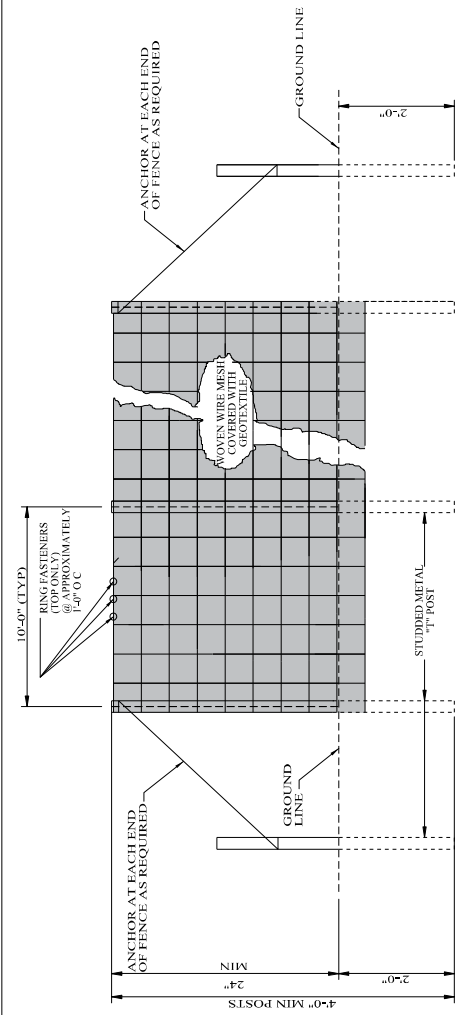 ANCHOR AT EACH END
OF FENCE AS REQUIRED
GROUND LINE
2'-0"
WOVEN WIRE MESH
COVERED WITH
GEOTEXTILE
10'-0" (TYP)
RING FASTENERS
(TOP ONLY)
@ APPROXIMATELY
1'-0" O C
STUDDED METAL
"T" POST
ANCHOR AT EACH END
OF FENCE AS REQUIRED
GROUND
LINE
24"
MIN
2'-0"
4'-0" MIN POSTS